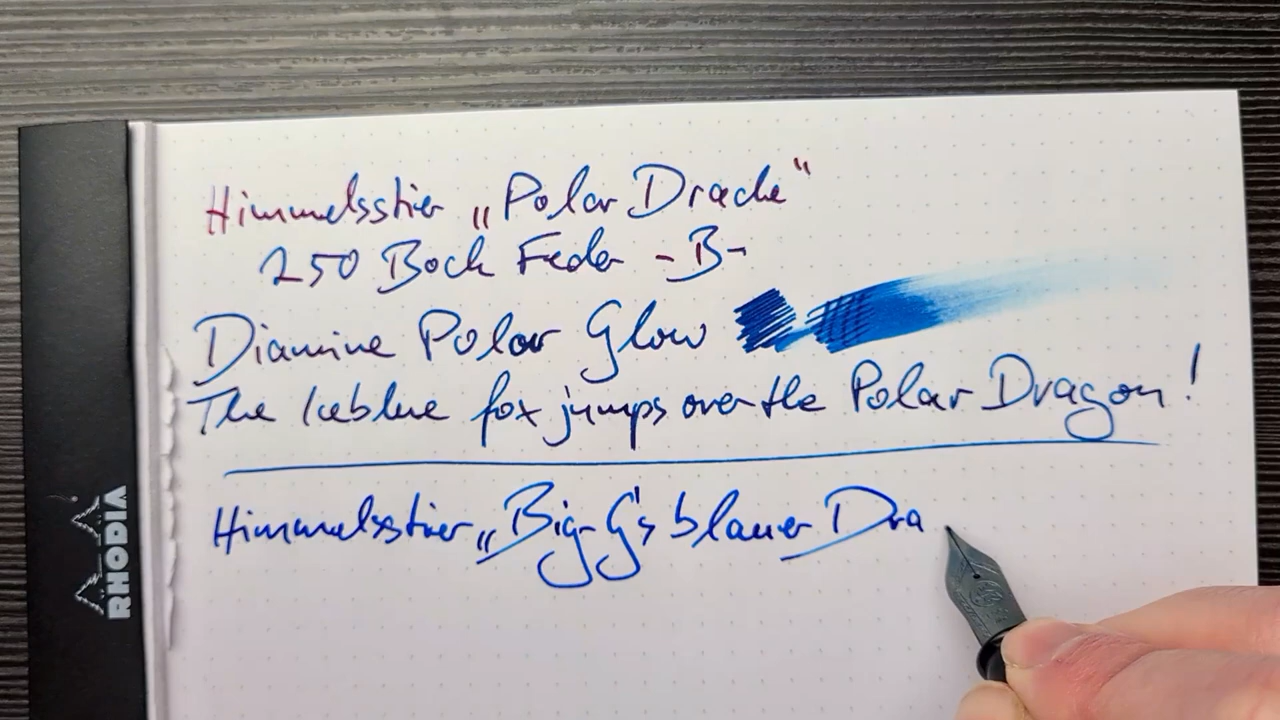 Himmelsstier „Polar Drache“
250 Bock Feder -B-
Diamine Polar Glow
The Iceblue fox jumps over the Polar Dragon!
Himmelsstier „Big-G's blauer Dra
RHODIA